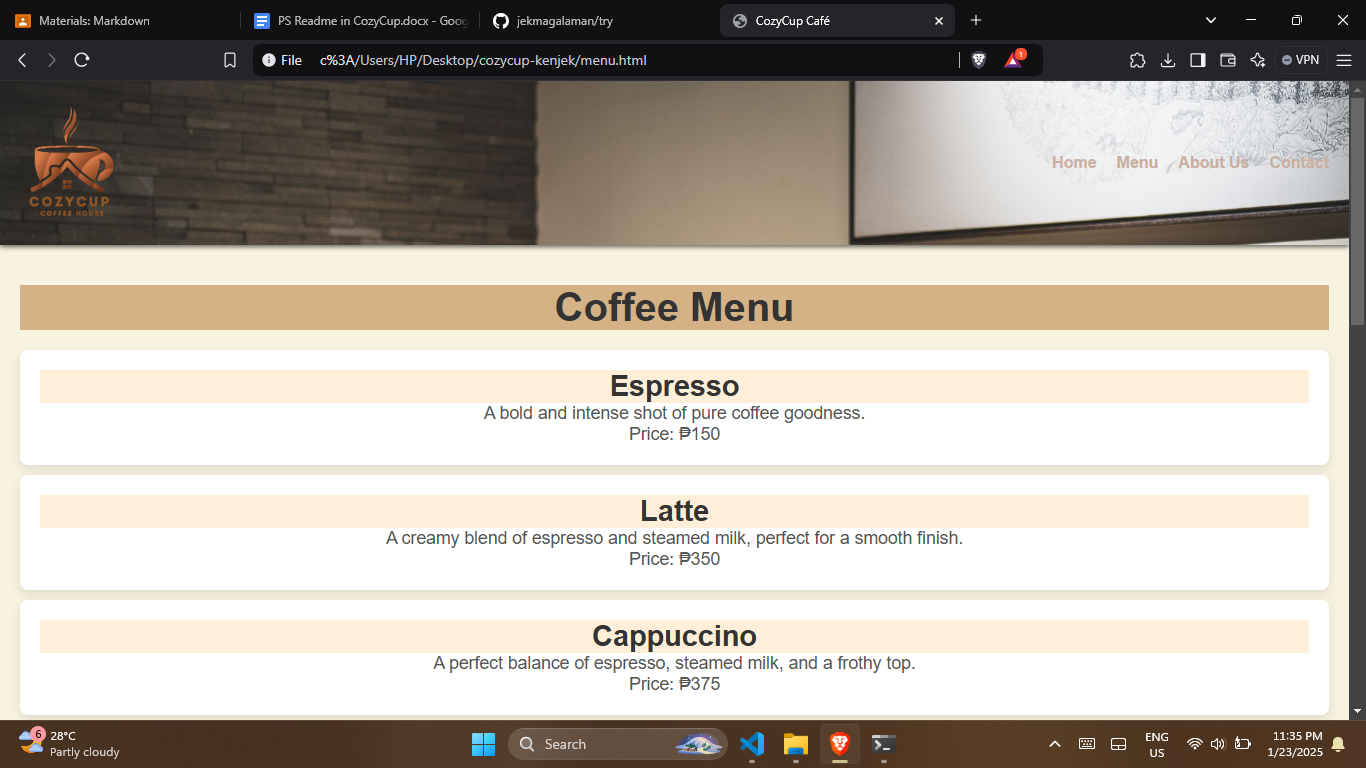 Materials: Markdown
PS Readme in CozyCup.docx - Goog
jekmagalaman/try
CozyCup Café
File
c%3A/Users/HP/Desktop/cozycup-kenjek/menu.html
1
VPN
COZYCUP
COFFEE HOUSE
Home
Menu
About Us
Contact
Coffee Menu
Espresso
A bold and intense shot of pure coffee goodness.
Price: ₱150
Latte
A creamy blend of espresso and steamed milk, perfect for a smooth finish.
Price: ₱350
Cappuccino
A perfect balance of espresso, steamed milk, and a frothy top.
Price: ₱375
6
28°C
Partly cloudy
Search
ENG
US
11:35 PM
1/23/2025